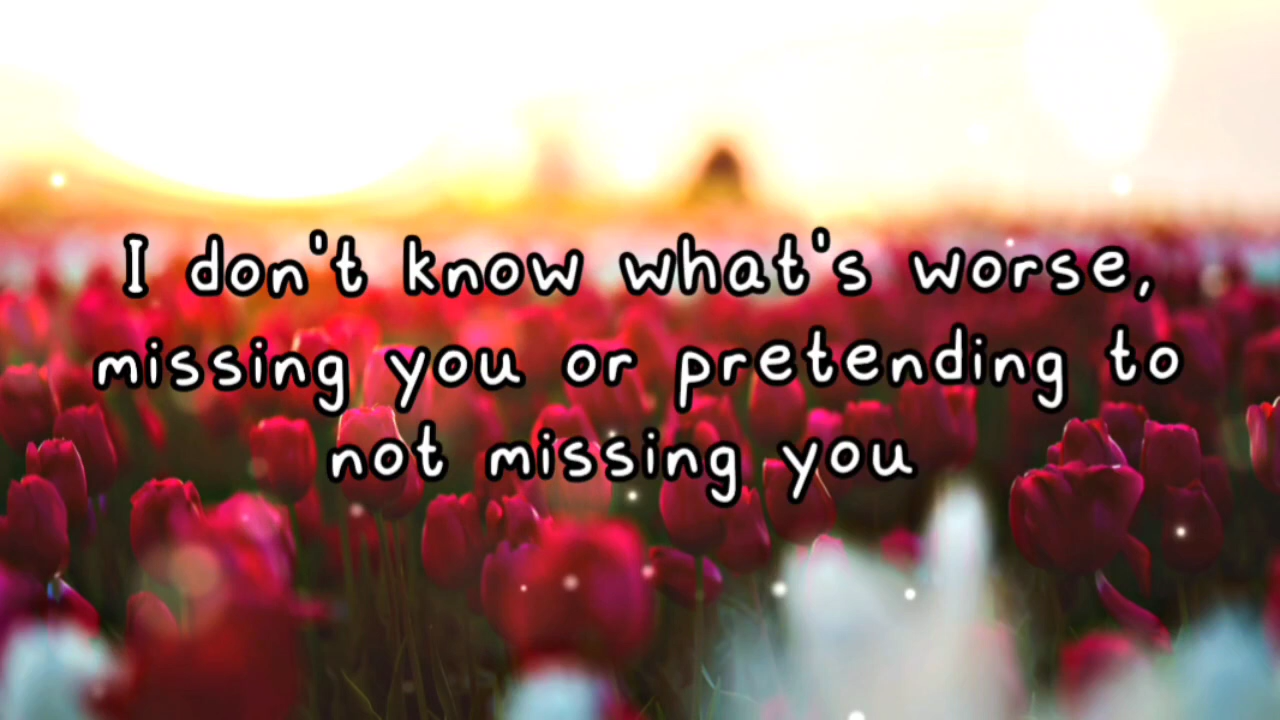 I don't know what's worse,
missing you or pretending to
not missing you